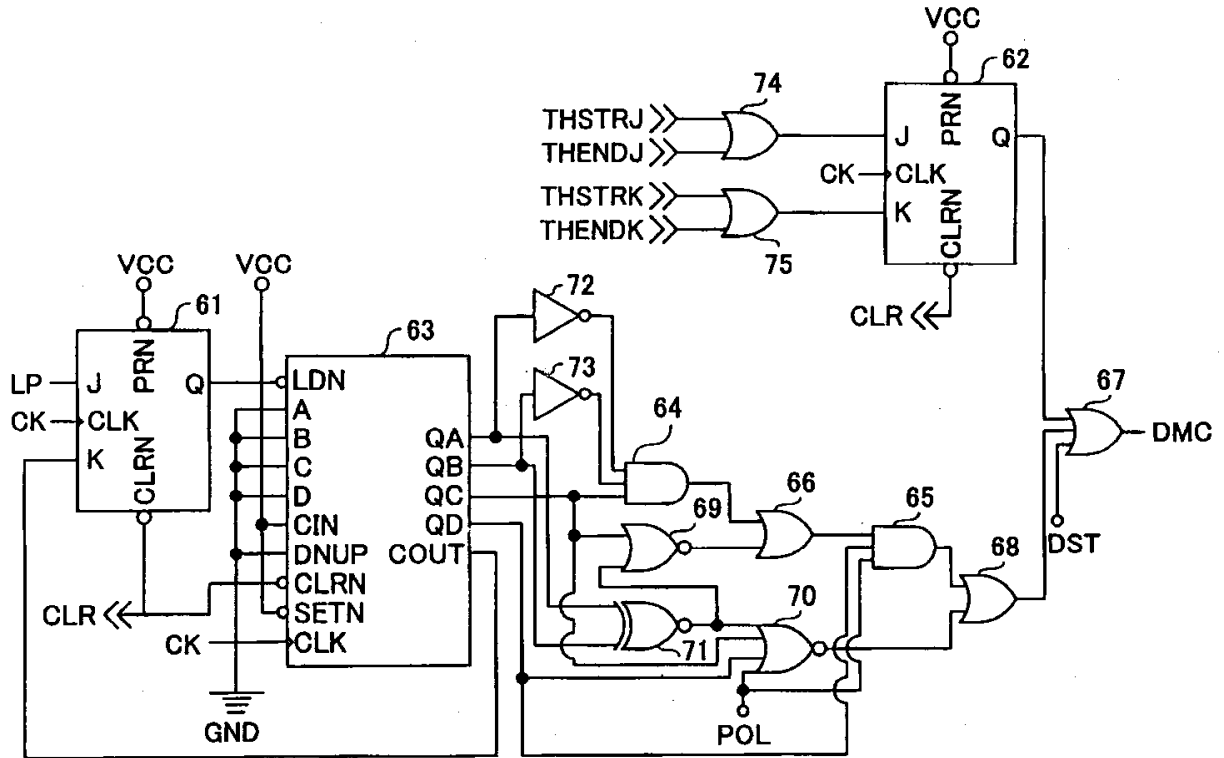 VCC
62
74
THSTRJ
THENDJ
J
PRN
Q
CK
CLK
THSTRK
THENDK
K
CLRN
75
CLR
VCC
VCC
61
72
63
73
67
LP
J
PRN
Q
LDN
CK
CLK
A
64
DMC
K
CLRN
B
QA
C
QB
66
65
D
QC
69
CIN
QD
DST
DNUP
COUT
68
CLR
CLRN
70
SETN
CK
CLK
71
GND
POL